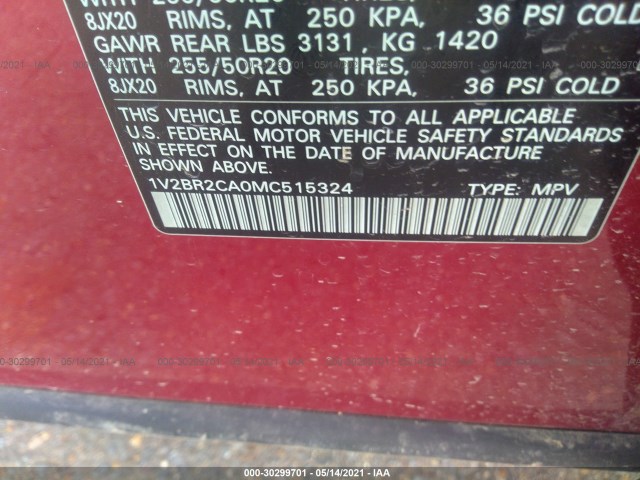 8JX20 RIMS, AT 250 KPA, 36 PSI COLD
GAWR REAR LBS 3131, KG 1420
WITH 255/50R20 TIRES,
8JX20 RIMS, AT 250 KPA, 36 PSI COLD
THIS VEHICLE CONFORMS TO ALL APPLICABLE
U.S. FEDERAL MOTOR VEHICLE SAFETY STANDARDS
IN EFFECT ON THE DATE OF MANUFACTURE
SHOWN ABOVE.
1V2BR2CA0MC515324 TYPE: MPV
000-30299701 - 05/14/2021 - IAA